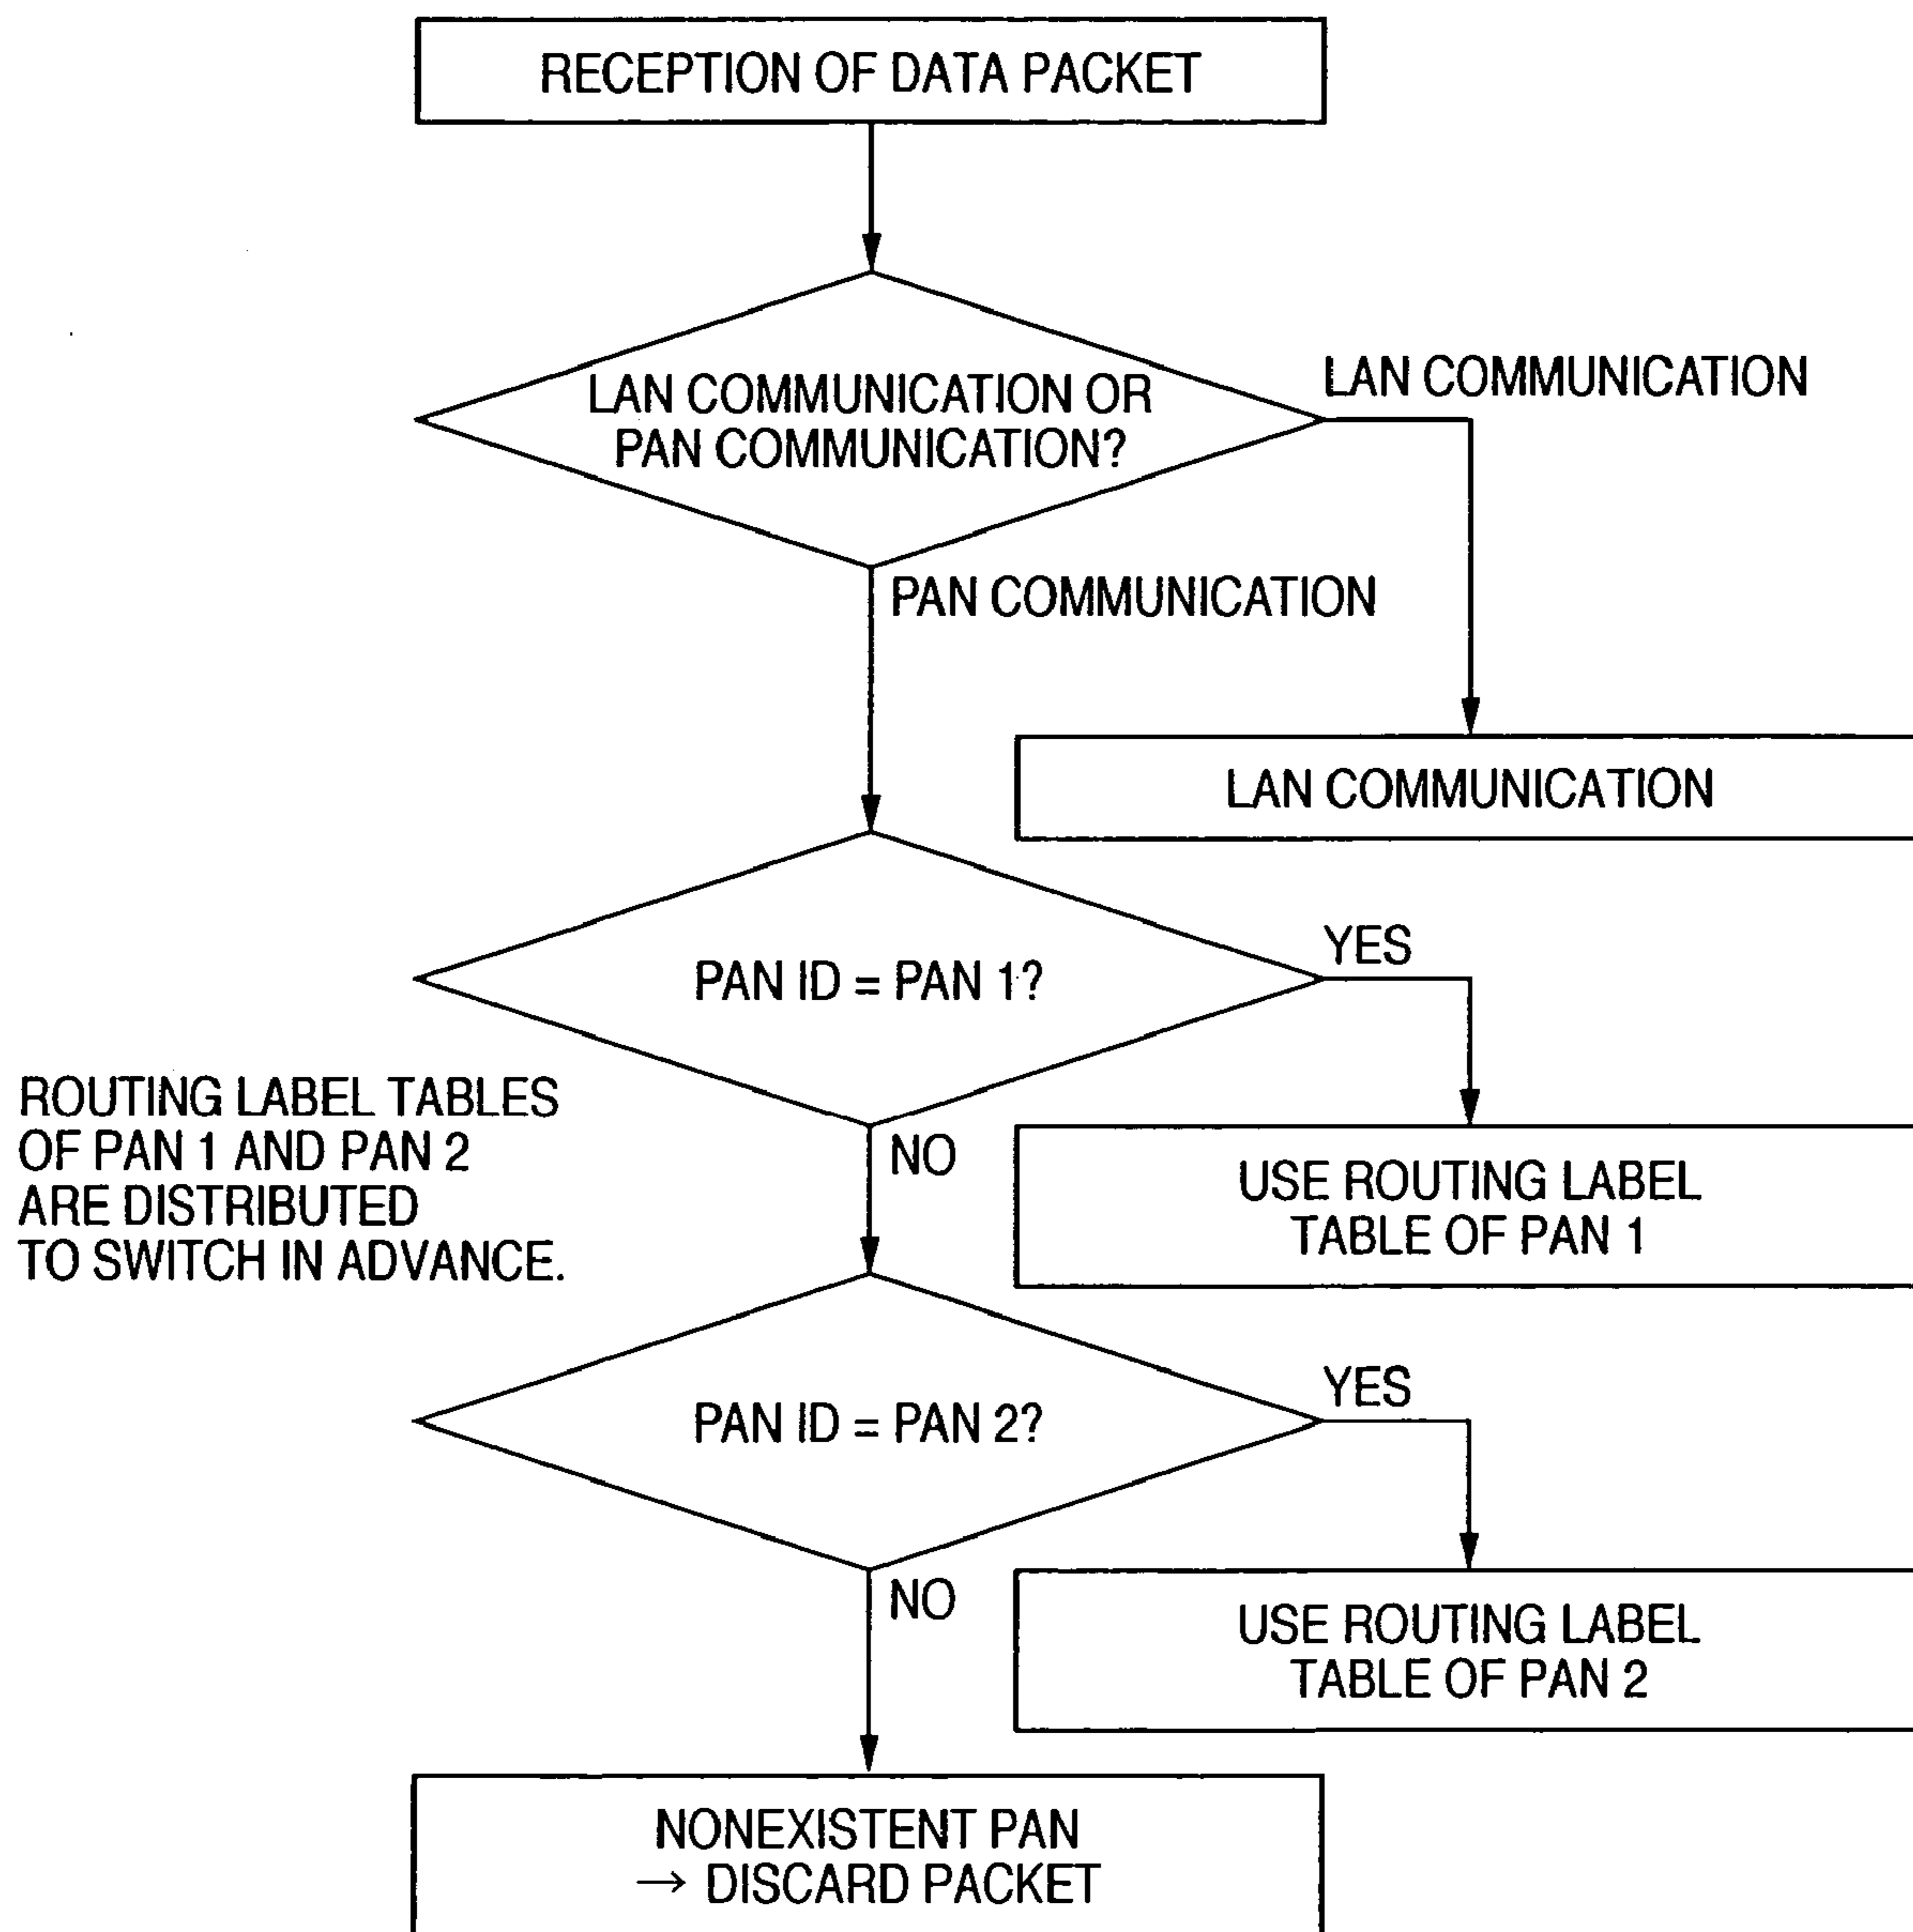 RECEPTION OF DATA PACKET
LAN COMMUNICATION OR
PAN COMMUNICATION?
LAN COMMUNICATION
PAN COMMUNICATION
LAN COMMUNICATION
PAN ID = PAN 1?
YES
ROUTING LABEL TABLES
OF PAN 1 AND PAN 2
ARE DISTRIBUTED
TO SWITCH IN ADVANCE.
NO
USE ROUTING LABEL
TABLE OF PAN 1
PAN ID = PAN 2?
YES
NO
USE ROUTING LABEL
TABLE OF PAN 2
NONEXISTENT PAN
→ DISCARD PACKET